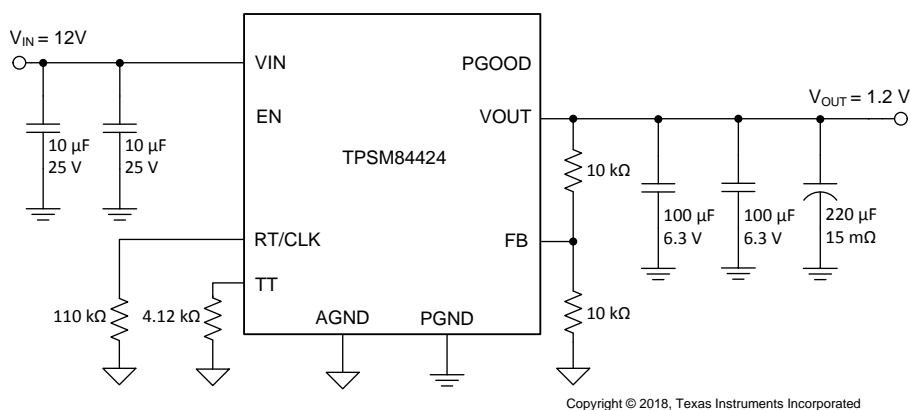 V_IN = 12V
VIN
PGOOD
V_OUT = 1.2 V
EN
VOUT
10 µF
25 V
10 µF
25 V
TPSM84424
10 kΩ
100 µF
6.3 V
100 µF
6.3 V
220 µF
15 mΩ
RT/CLK
FB
TT
110 kΩ
4.12 kΩ
AGND
PGND
10 kΩ
Copyright © 2018, Texas Instruments Incorporated